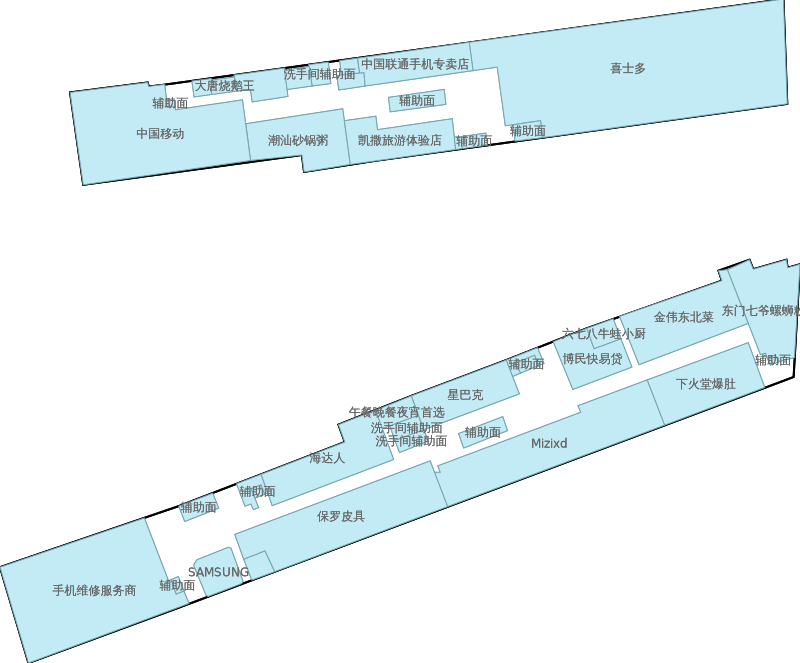 喜士多
中国联通手机专卖店
洗手间辅助面
大唐烧鹅王
辅助面
辅助面
中国移动
潮汕砂锅粥
凯撒旅游体验店
辅助面
辅助面
东门七爷螺蛳
金伟东北菜
六七八牛蛙小厨
博民快易贷
辅助面
辅助面
下火堂爆肚
星巴克
午餐晚餐夜宵首选
洗手间辅助面
洗手间辅助面
辅助面
Mizixd
海达人
辅助面
辅助面
保罗皮具
SAMSUNG
辅助面
手机维修服务商